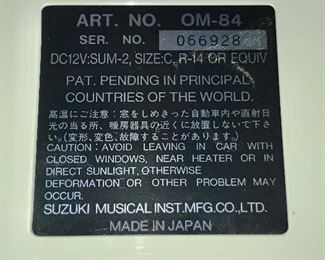 ART. NO. OM-84
SER. NO. 066928
DC12V:SUM-2, SIZE:C, R-14 OR EQUIV
PAT. PENDING IN PRINCIPAL
COUNTRIES OF THE WORLD.
高温にご注意:窓をしめきった自動車内や直射日
光の当る所、暖房器具の近くに放置しないで下さい。
(変形、変色、故障することがあります。)
CAUTION: AVOID LEAVING IN CAR WITH
CLOSED WINDOWS, NEAR HEATER OR IN
DIRECT SUNLIGHT, OTHERWISE
DEFORMATION OR OTHER PROBLEM MAY
OCCUR.
SUZUKI MUSICAL INST.MFG.CO.,LTD.
MADE IN JAPAN